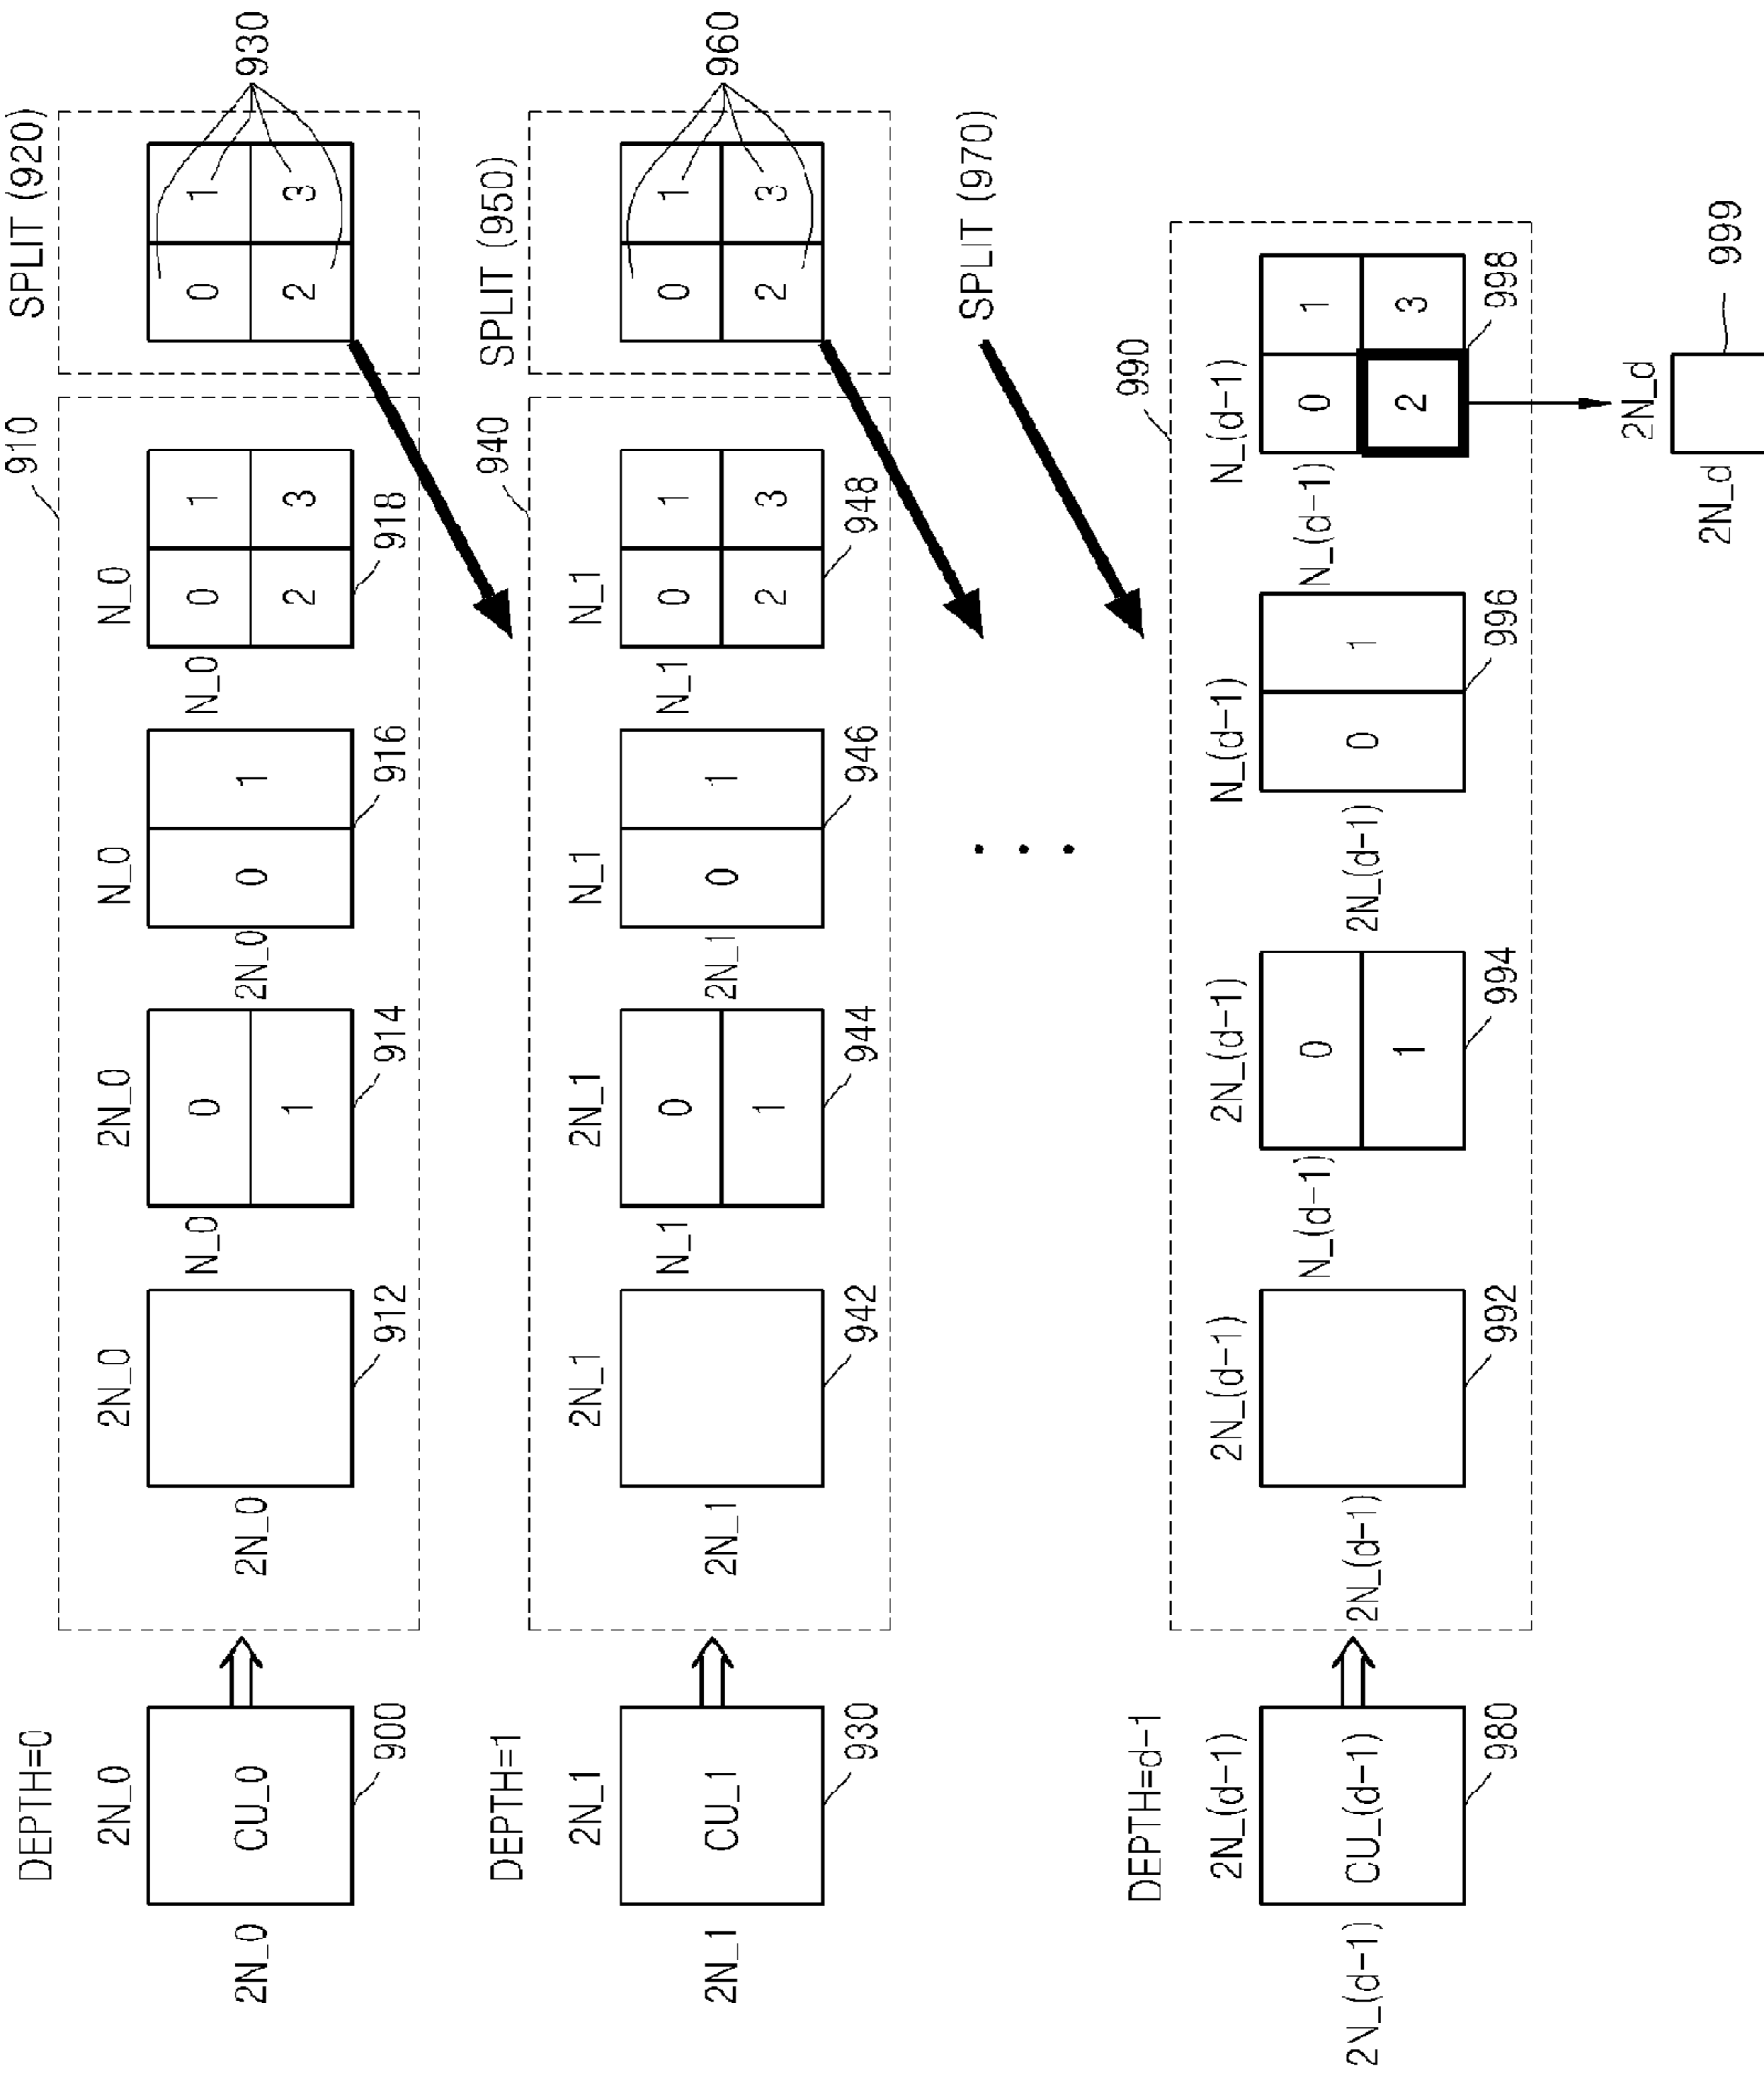 DEPTH=0
2N_0
2N_0
CU_0
900
910
2N_0
2N_0
912
2N_0
N_0
0
1
914
N_0
2N_0
0
1
916
N_0
N_0
0
1
2
3
918
SPLIT (920)
0
1
2
3
930
DEPTH=1
2N_1
2N_1
CU_1
930
940
2N_1
2N_1
942
2N_1
N_1
0
1
944
N_1
2N_1
0
1
946
N_1
N_1
0
1
2
3
948
SPLIT (950)
0
1
2
3
960
SPLIT (970)
DEPTH=d-1
2N_(d-1)
2N_(d-1)
CU_(d-1)
980
990
2N_(d-1)
2N_(d-1)
992
2N_(d-1)
N_(d-1)
0
1
994
N_(d-1)
2N_(d-1)
0
1
996
N_(d-1)
N_(d-1)
0
1
2
3
998
2N_d
2N_d
999